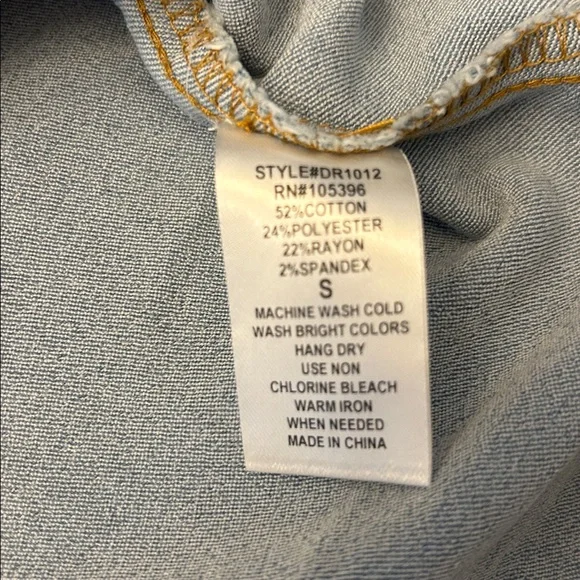 STYLE#DR1012
RN#105396
52%COTTON
24%POLYESTER
22%RAYON
2%SPANDEX
S
MACHINE WASH COLD
WASH BRIGHT COLORS
HANG DRY
USE NON
CHLORINE BLEACH
WARM IRON
WHEN NEEDED
MADE IN CHINA